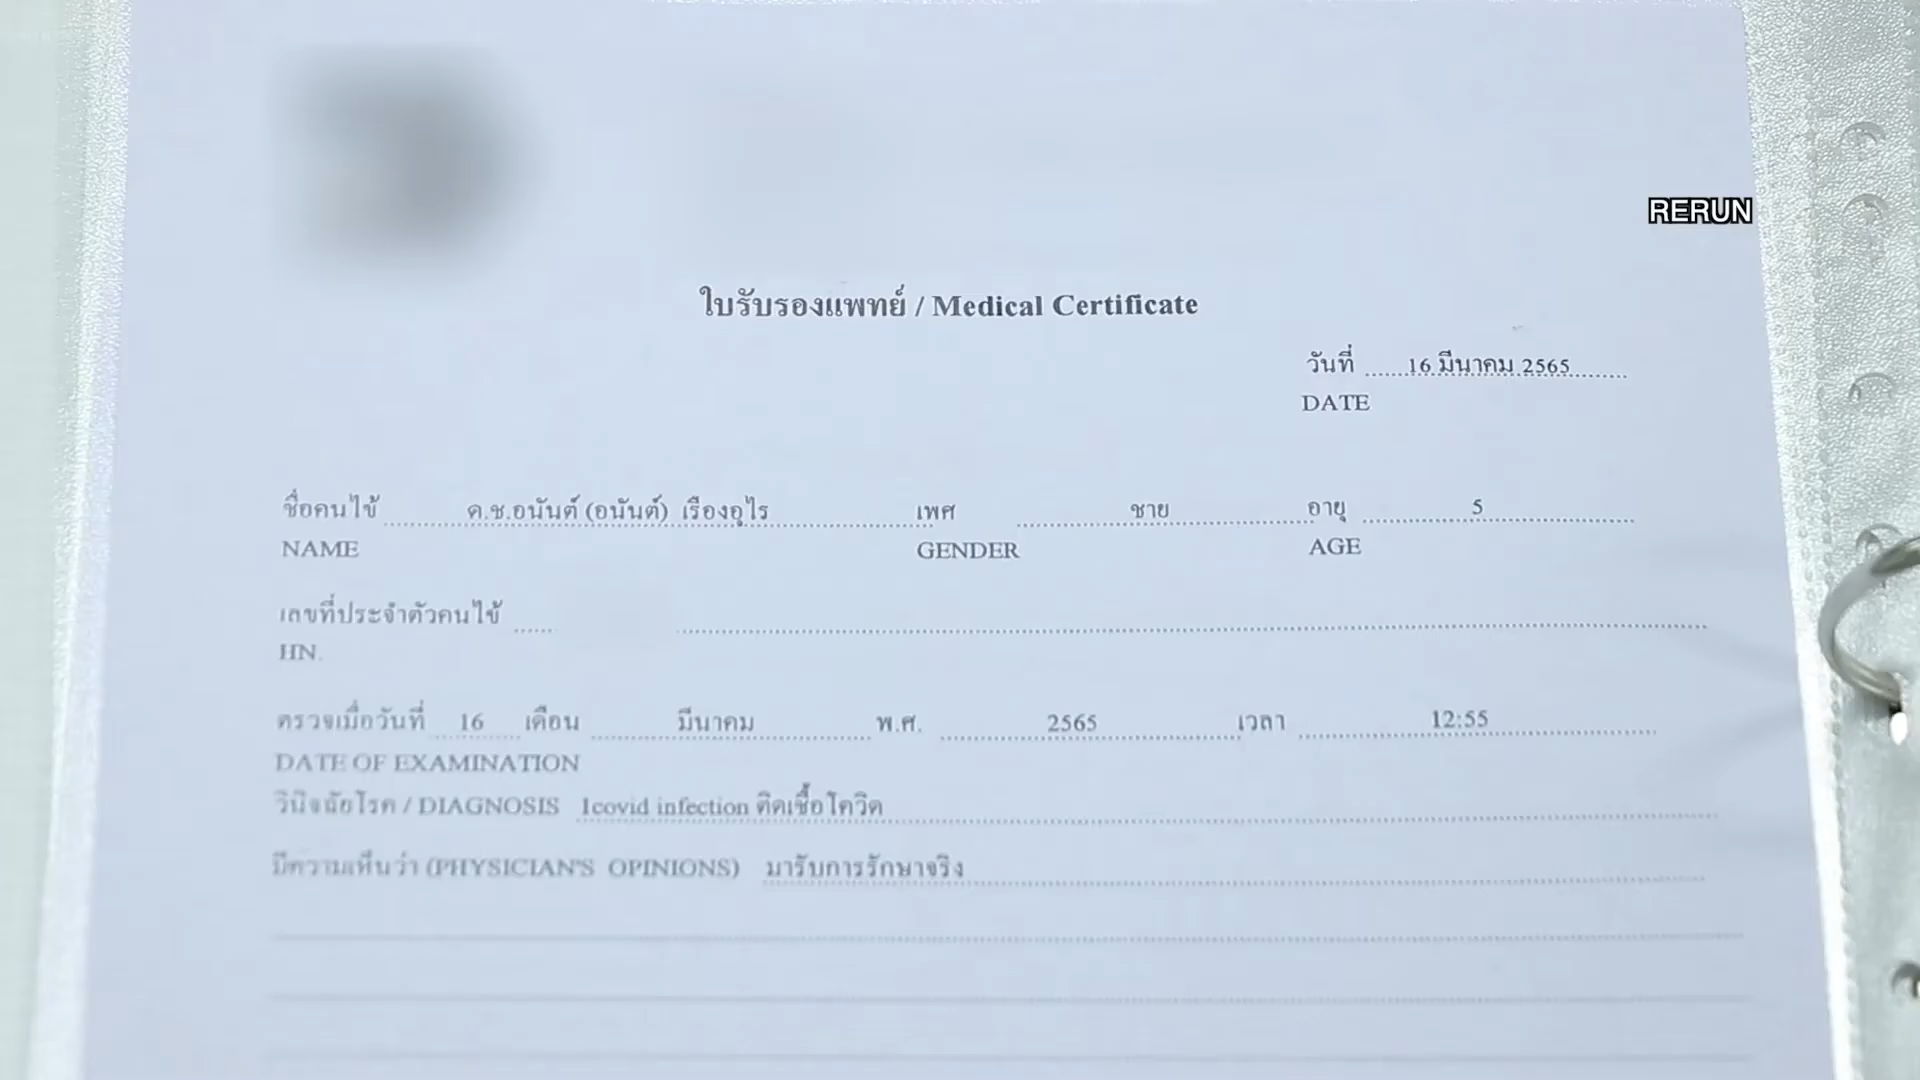 RERUN
ใบรับรองแพทย์ / Medical Certificate
วันที่ 16 มีนาคม 2565
DATE
ชื่อคนไข้ ด.ช.อนันต์ (อนันต์) เรืองอุไร เพศ ชาย อายุ 5
NAME GENDER AGE
เลขที่ประจำตัวคนไข้
HN.
ตรวจเมื่อวันที่ 16 เดือน มีนาคม พ.ศ. 2565 เวลา 12:55
DATE OF EXAMINATION
วินิจฉัยโรค / DIAGNOSIS 1covid infection ติดเชื้อโควิด
มีความเห็นว่า (PHYSICIAN'S OPINIONS) มารับการรักษาจริง